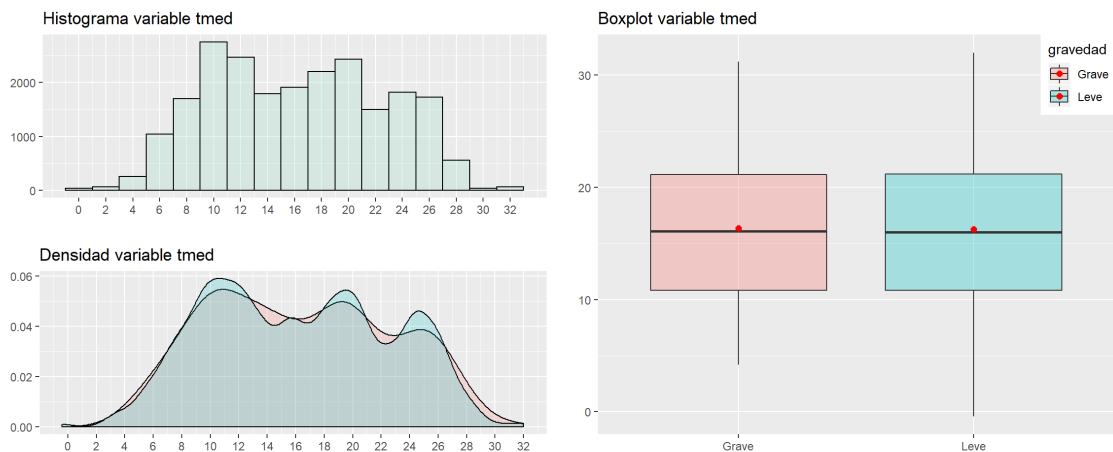 Histograma variable tmed
2000
1000
0
0 2 4 6 8 10 12 14 16 18 20 22 24 26 28 30 32
Densidad variable tmed
0.06
0.04
0.02
0.00
0 2 4 6 8 10 12 14 16 18 20 22 24 26 28 30 32
Boxplot variable tmed
30
20
10
0
Grave Leve
gravedad
Grave
Leve